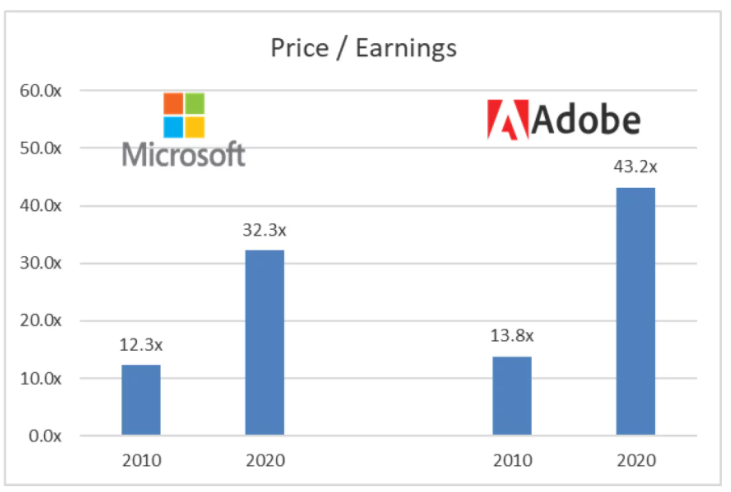 Price / Earnings
60.0x
50.0x
40.0x
30.0x
20.0x
10.0x
0.0x
Microsoft
Adobe
12.3x
32.3x
13.8x
43.2x
2010
2020
2010
2020